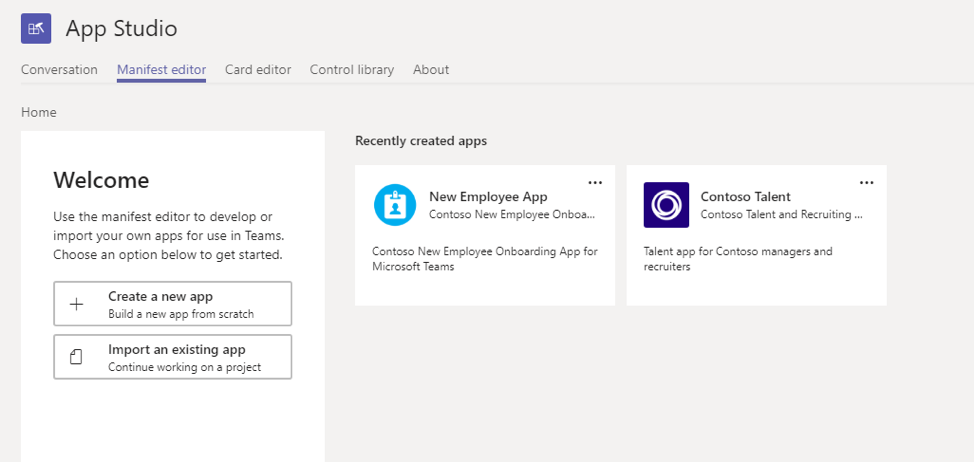 App Studio
Conversation Manifest editor Card editor Control library About
Home
Welcome
Use the manifest editor to develop or
import your own apps for use in Teams.
Choose an option below to get started.
Create a new app
Build a new app from scratch
Import an existing app
Continue working on a project
Recently created apps
New Employee App
Contoso New Employee Onboa...
Contoso New Employee Onboarding App for
Microsoft Teams
Contoso Talent
Contoso Talent and Recruiting ...
Talent app for Contoso managers and
recruiters